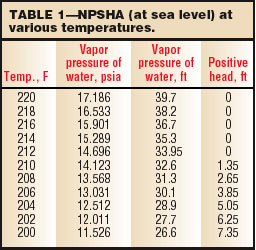 TABLE 1—NPSHA (at sea level) at
various temperatures.
Vapor Vapor
pressure of pressure of Positive
Temp., F water, psia water, ft head, ft
220 17.186 39.7 0
218 16.533 38.2 0
216 15.901 36.7 0
214 15.289 35.3 0
212 14.696 33.95 0
210 14.123 32.6 1.35
208 13.568 31.3 2.65
206 13.031 30.1 3.85
204 12.512 28.9 5.05
202 12.011 27.7 6.25
200 11.526 26.6 7.35